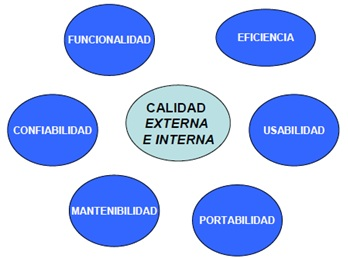 FUNCIONALIDAD
EFICIENCIA
CALIDAD
EXTERNA
E INTERNA
CONFIABILIDAD
USABILIDAD
MANTENIBILIDAD
PORTABILIDAD